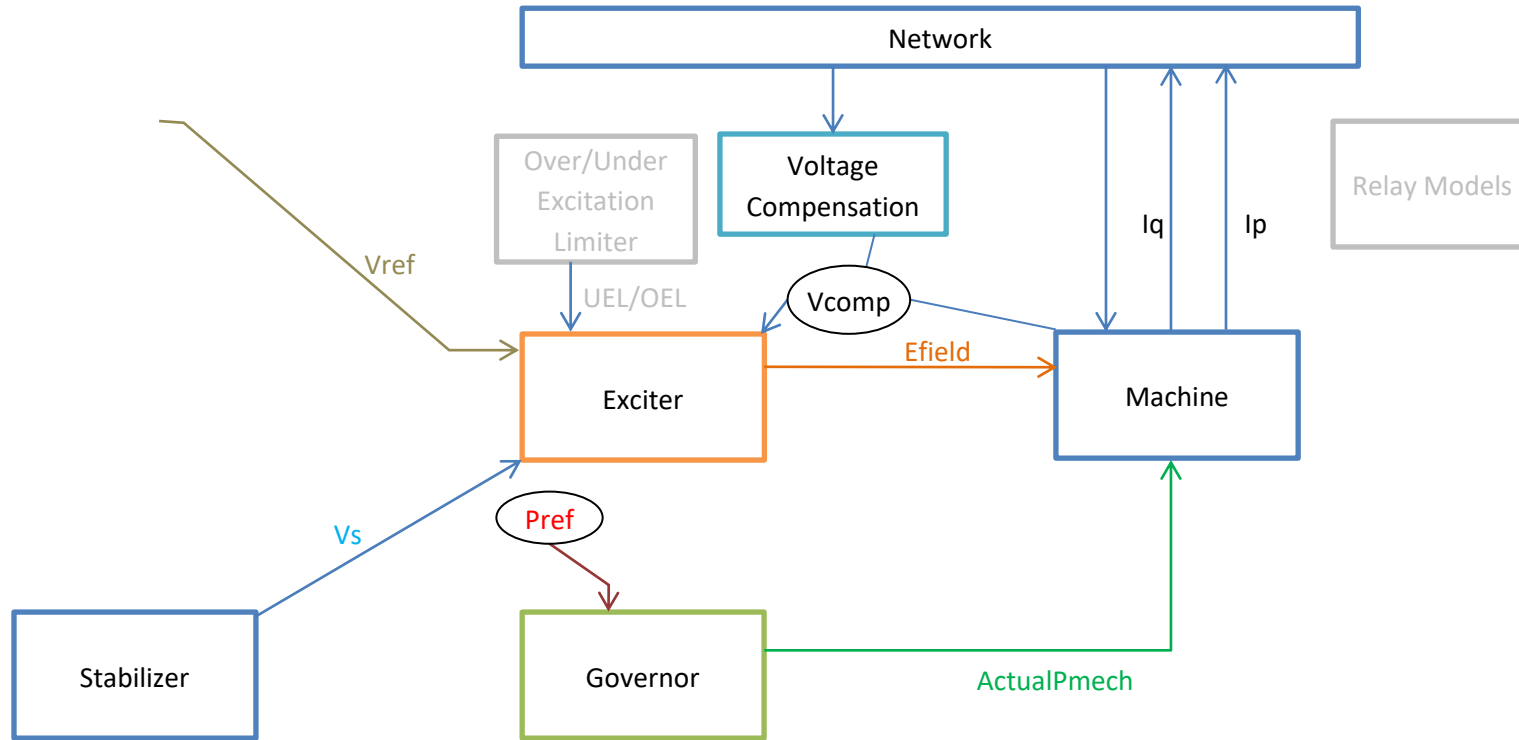 Network
Over/Under
Excitation
Limiter
Voltage
Compensation
Relay Models
Iq
Ip
Vref
UEL/OEL
Vcomp
Efield
Exciter
Machine
Pref
Vs
Stabilizer
Governor
ActualPmech